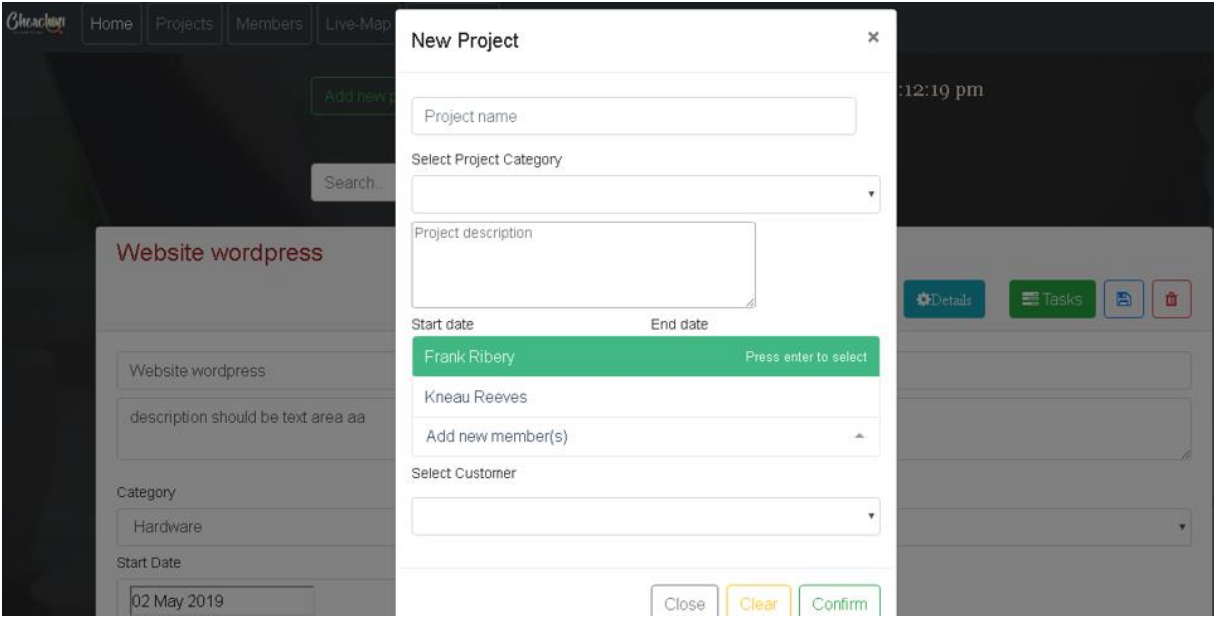 Home Projects Members Live-Map
New Project ×
Add new p
:12:19 pm
Project name
Select Project Category
Search..
Project description
Website wordpress
Details Tasks
Start date End date
Frank Ribery Press enter to select
Website wordpress
Kneau Reeves
description should be text area aa
Add new member(s)
Select Customer
Category
Hardware
Start Date
02 May 2019
Close Clear Confirm